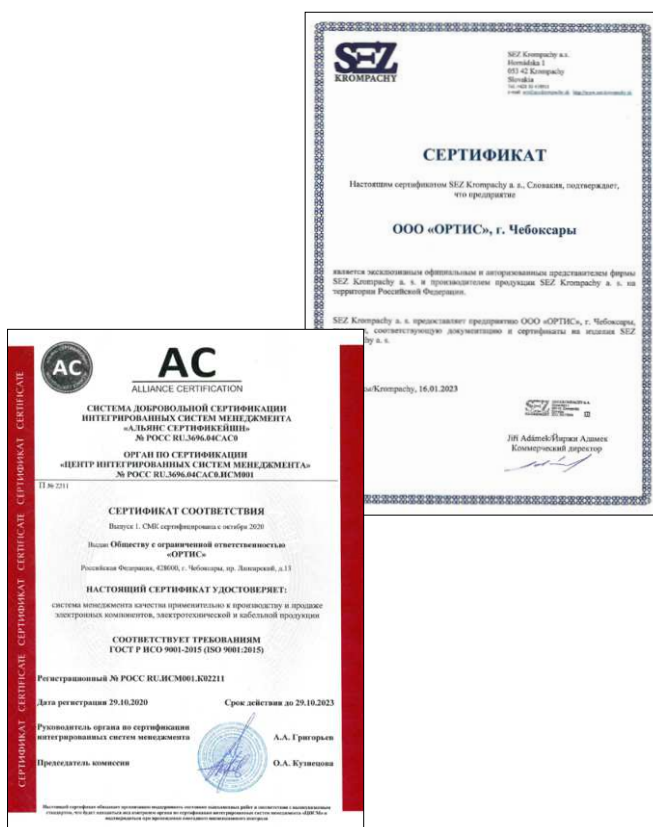 SEZ
KROMPACHY
SEZ Krompachy a.s.
Hornádska 1
053 42 Krompachy
Slovakia
СЕРТИФИКАТ
Настоящим сертификатом SEZ Krompachy a. s., Словакия, подтверждает,
что предприятие
ООО «ОРТИС», г. Чебоксары
является эксклюзивным официальным и авторизованным представителем фирмы
SEZ Krompachy a. s. и производителем продукции SEZ Krompachy a. s. на
территории Российской Федерации.
SEZ Krompachy a. s. предоставляет предприятию ООО «ОРТИС», г. Чебоксары,
соответствующую документацию и сертификаты на изделия SEZ
a. s.
/Krompachy, 16.01.2023
SEZ
Jiří Adámek/Йиржи Адамек
Коммерческий директор
AC
AC
ALLIANCE CERTIFICATION
СИСТЕМА ДОБРОВОЛЬНОЙ СЕРТИФИКАЦИИ
ИНТЕГРИРОВАННЫХ СИСТЕМ МЕНЕДЖМЕНТА
«АЛЬЯНС СЕРТИФИКЕЙШН»
№ РОСС RU.3696.04САС0
ОРГАН ПО СЕРТИФИКАЦИИ
«ЦЕНТР ИНТЕГРИРОВАННЫХ СИСТЕМ МЕНЕДЖМЕНТА»
№ РОСС RU.3696.04САС0.ИСМ001
П № 2211
СЕРТИФИКАТ СООТВЕТСТВИЯ
Выпуск 1. СМК сертифицирована с октября 2020
Выдан Обществу с ограниченной ответственностью
«ОРТИС»
Российская Федерация, 428000, г. Чебоксары, пр. Лапсарский, д.13
НАСТОЯЩИЙ СЕРТИФИКАТ УДОСТОВЕРЯЕТ:
система менеджмента качества применительно к производству и продаже
электронных компонентов, электротехнической и кабельной продукции
СООТВЕТСТВУЕТ ТРЕБОВАНИЯМ
ГОСТ Р ИСО 9001-2015 (ISO 9001:2015)
Регистрационный № РОСС RU.ИСМ001.К02211
Дата регистрации 29.10.2020 Срок действия до 29.10.2023
Руководитель органа по сертификации
интегрированных систем менеджмента А.А. Григорьев
Председатель комиссии О.А. Кузнецова
СЕРТИФИКАТ CERTIFICATE СЕРТИФИКАТ CERTIFICATE СЕРТИФИКАТ CERTIFICATE